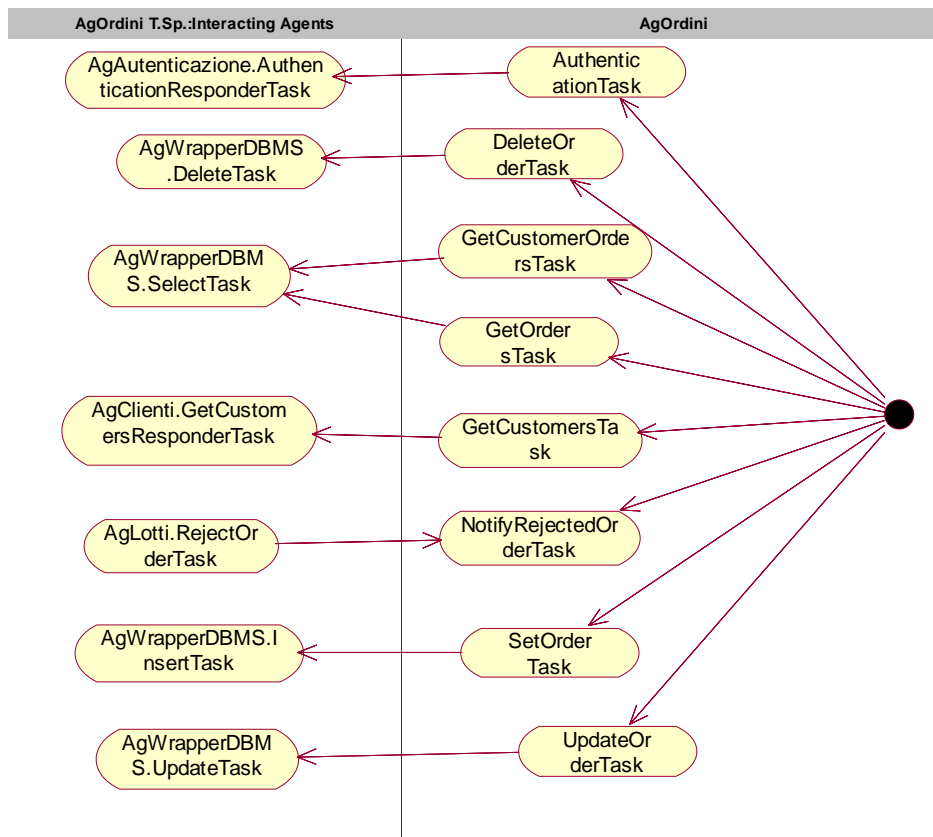 AgOrdini T.Sp.:Interacting Agents
AgOrdini
AgAutenticazione.Authen
ticationResponderTask
Authentic
ationTask
AgWrapperDBMS
.DeleteTask
DeleteOr
derTask
AgWrapperDBM
S.SelectTask
GetCustomerOrde
rsTask
GetOrder
sTask
AgClienti.GetCustom
ersResponderTask
GetCustomersTa
sk
AgLotti.RejectOr
derTask
NotifyRejectedOr
derTask
AgWrapperDBMS.I
nsertTask
SetOrder
Task
AgWrapperDBM
S.UpdateTask
UpdateOr
derTask